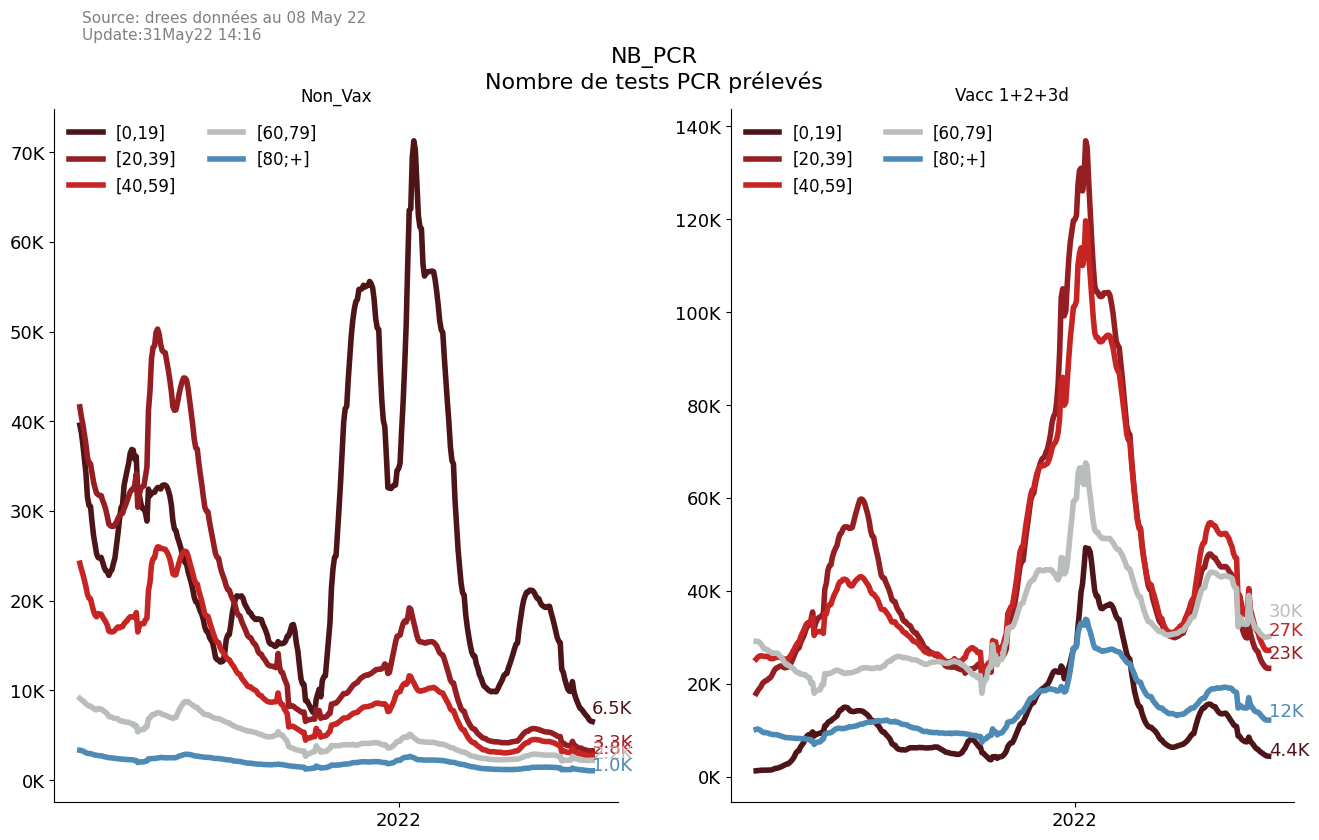 Source: drees données au 08 May 22
Update:31May22 14:16
NB_PCR
Nombre de tests PCR prélevés
Non_Vax
[0,19]
[20,39]
[40,59]
[60,79]
[80;+]
70K
60K
50K
40K
30K
20K
10K
0K
6.5K
3.3K
1.0K
2022
Vacc 1+2+3d
[0,19]
[20,39]
[40,59]
[60,79]
[80;+]
140K
120K
100K
80K
60K
40K
20K
0K
30K
27K
23K
12K
4.4K
2022